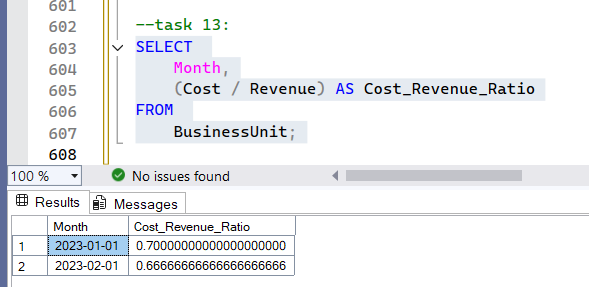 601
602 --task 13:
603 SELECT
604 Month,
605 (Cost / Revenue) AS Cost_Revenue_Ratio
606 FROM
607 BusinessUnit;
608
100 % No issues found
Results Messages
Month Cost_Revenue_Ratio
1 2023-01-01 0.70000000000000000000
2 2023-02-01 0.66666666666666666666